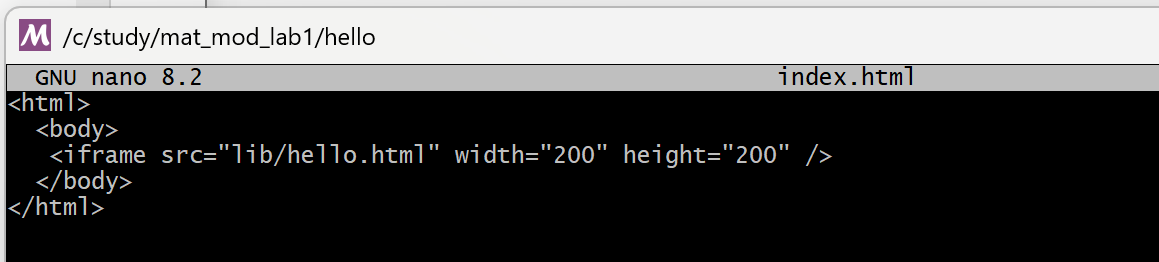 /c/study/mat_mod_lab1/hello
GNU nano 8.2 index.html
<html>
  <body>
   <iframe src="lib/hello.html" width="200" height="200" />
  </body>
</html>